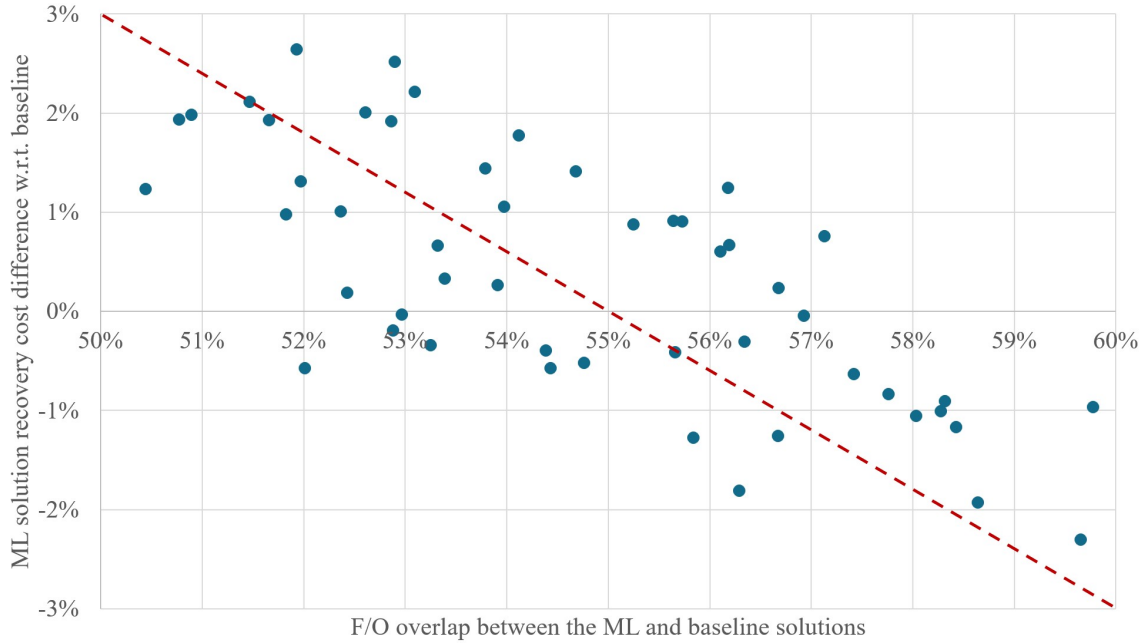 ML solution recovery cost difference w.r.t. baseline
3%
2%
1%
0%
50% 51% 52% 53% 54% 55% 56% 57% 58% 59% 60%
-1%
-2%
-3%
F/O overlap between the ML and baseline solutions